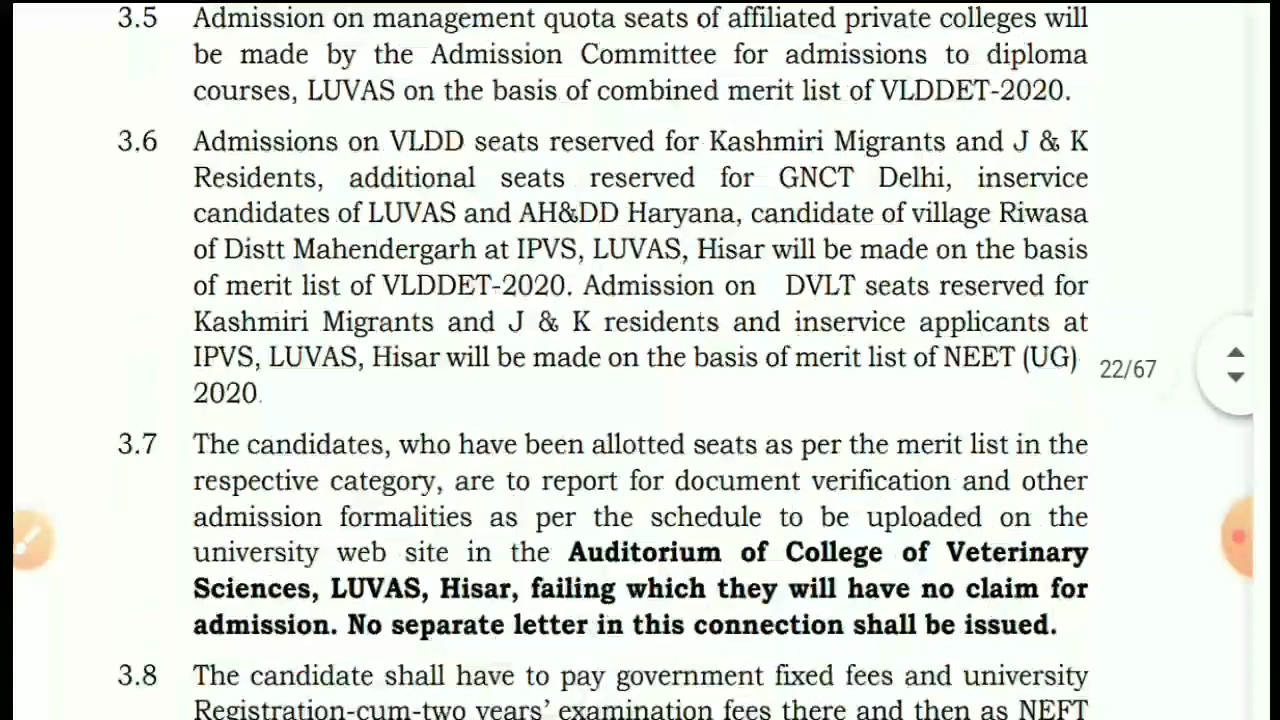 3.5 Admission on management quota seats of affiliated private colleges will
be made by the Admission Committee for admissions to diploma
courses, LUVAS on the basis of combined merit list of VLDDET-2020.
3.6 Admissions on VLDD seats reserved for Kashmiri Migrants and J & K
Residents, additional seats reserved for GNCT Delhi, inservice
candidates of LUVAS and AH&DD Haryana, candidate of village Riwasa
of Distt Mahendergarh at IPVS, LUVAS, Hisar will be made on the basis
of merit list of VLDDET-2020. Admission on DVLT seats reserved for
Kashmiri Migrants and J & K residents and inservice applicants at
IPVS, LUVAS, Hisar will be made on the basis of merit list of NEET (UG)
2020.
22/67
3.7 The candidates, who have been allotted seats as per the merit list in the
respective category, are to report for document verification and other
admission formalities as per the schedule to be uploaded on the
university web site in the Auditorium of College of Veterinary
Sciences, LUVAS, Hisar, failing which they will have no claim for
admission. No separate letter in this connection shall be issued.
3.8 The candidate shall have to pay government fixed fees and university
Registration-cum-two years' examination fees there and then as NEFT